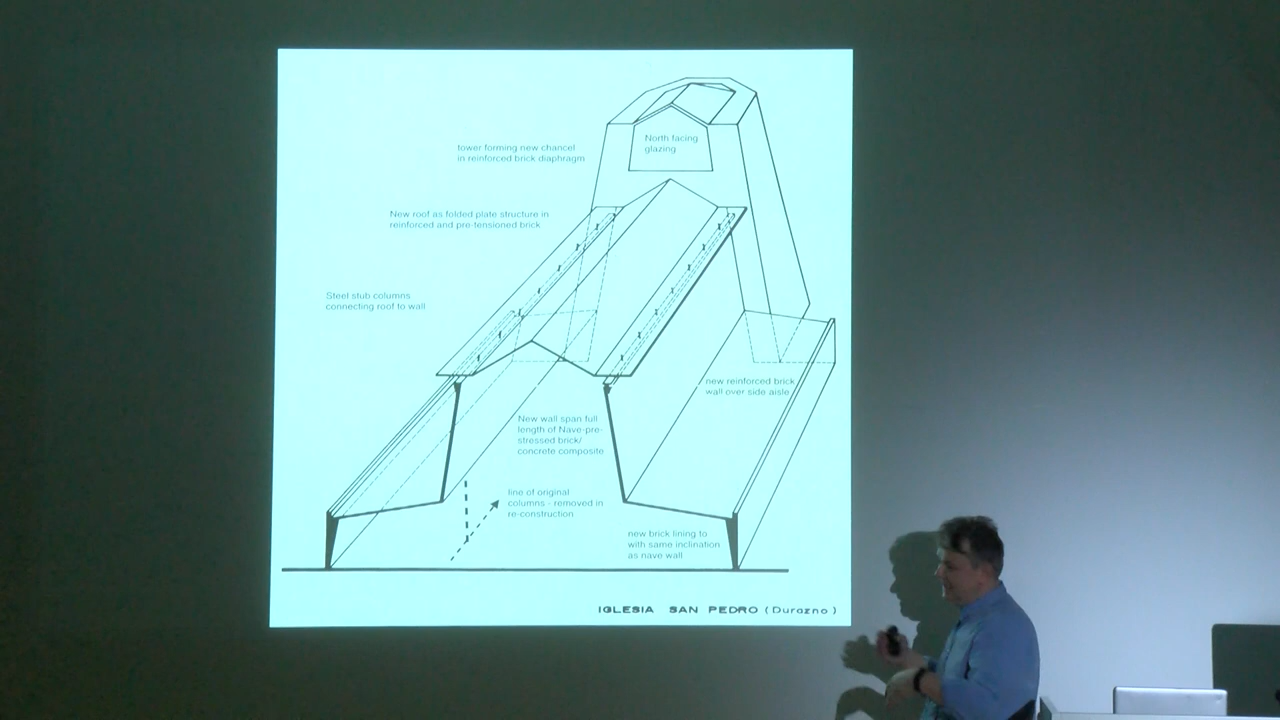 North facing
glazing
tower forming new chancel
in reinforced brick diaphragm
New roof as folded plate structure in
reinforced and pre-tensioned brick
Steel stub columns
connecting roof to wall
new reinforced brick
wall over side aisle
New wall span full
length of Nave-pre-
stressed brick/
concrete composite
line of original
columns - removed in
re-construction
new brick lining to
with same inclination
as nave wall
IGLESIA SAN PEDRO (Durazno)